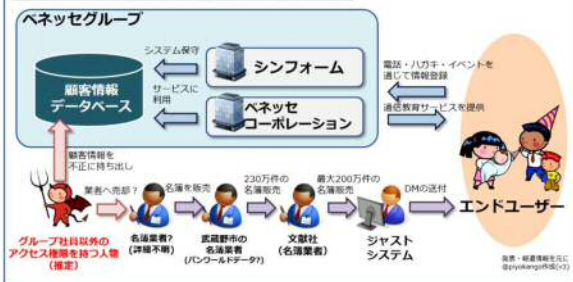 ベネッセグループ
システム保守
シンフォーム
顧客情報
データベース
サービスに
利用
ベネッセ
コーポレーション
電話・ハガキ・イベントを
通じて情報登録
通信教育サービスを提供
顧客情報を
不正に持ち出し
業者へ売却？
名簿を販売
230万件の
名簿販売
最大200万件の
名簿販売
DMの送付
エンドユーザー
グループ社員以外の
アクセス権限を持つ人物
(推定)
名簿業者?
(詳細不明)
武蔵野市の
名簿業者
(パンワールドデータ?)
文献社
(名簿業者)
ジャスト
システム
発表・報道情報を元に
@piyokango作成(v3)